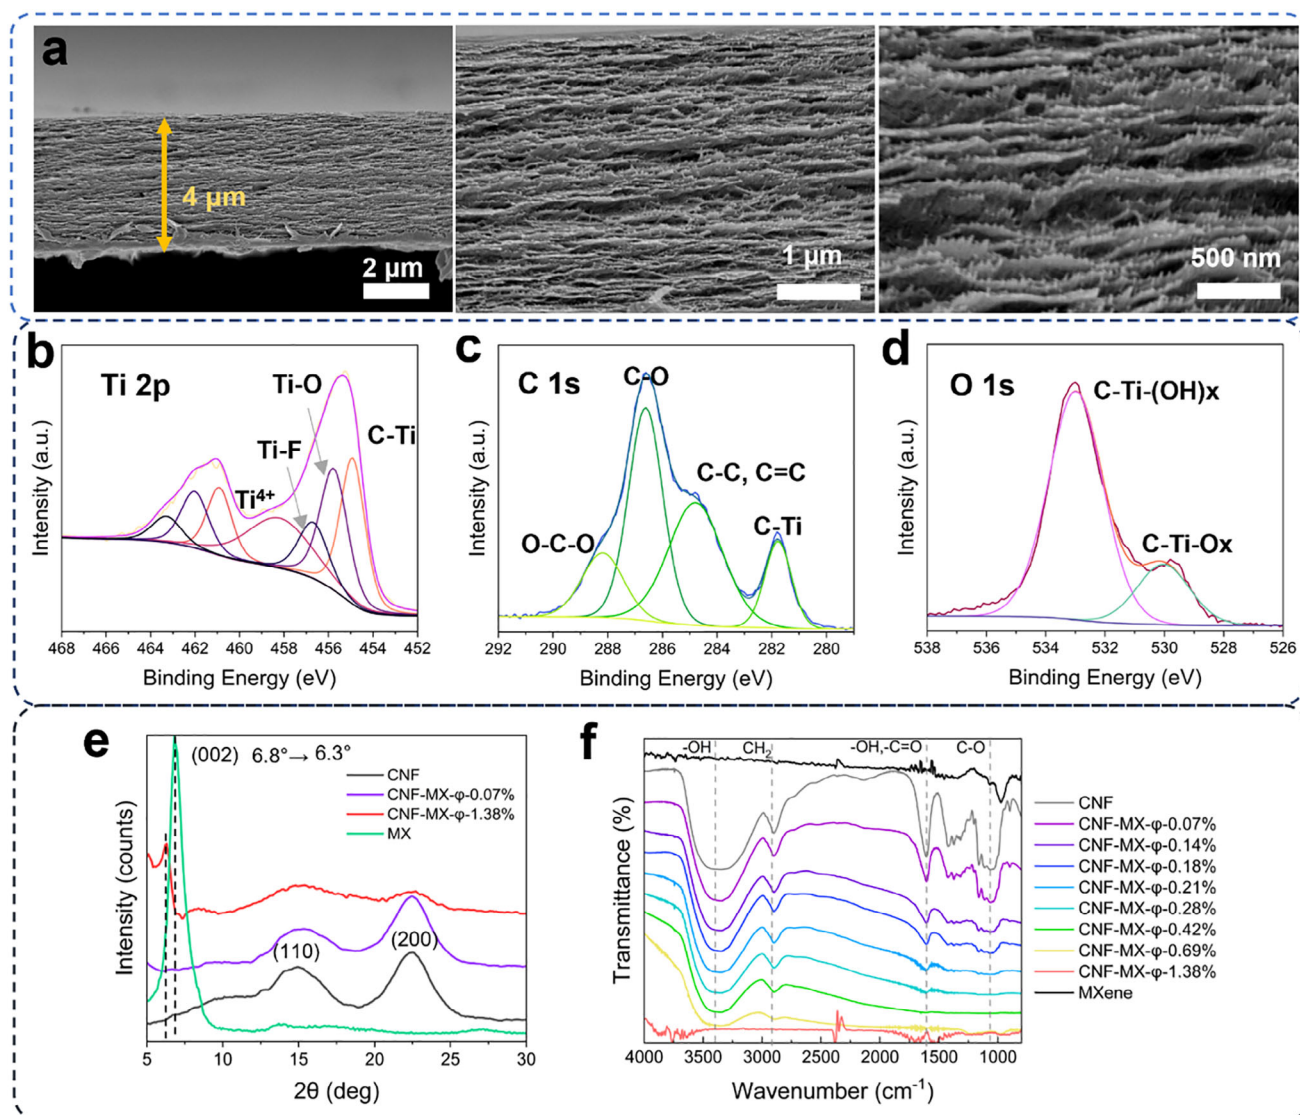 a
4 μm
2 μm
1 μm
500 nm
b
Ti 2p
Ti-O
Ti-F
C-Ti
Ti⁴⁺
Intensity (a.u.)
468 466 464 462 460 458 456 454 452
Binding Energy (eV)
c
C 1s
C-O
C-C, C=C
C-Ti
O-C-O
Intensity (a.u.)
292 290 288 286 284 282 280
Binding Energy (eV)
d
O 1s
C-Ti-(OH)x
C-Ti-Ox
Intensity (a.u.)
538 536 534 532 530 528 526
Binding Energy (eV)
e
(002) 6.8°→ 6.3°
CNF
CNF-MX-φ-0.07%
CNF-MX-φ-1.38%
MX
(110)
(200)
Intensity (counts)
5 10 15 20 25 30
2θ (deg)
f
-OH
CH₂
-OH,-C=O
C-O
CNF
CNF-MX-φ-0.07%
CNF-MX-φ-0.14%
CNF-MX-φ-0.18%
CNF-MX-φ-0.21%
CNF-MX-φ-0.28%
CNF-MX-φ-0.42%
CNF-MX-φ-0.69%
CNF-MX-φ-1.38%
MXene
Transmittance (%)
4000 3500 3000 2500 2000 1500 1000
Wavenumber (cm⁻¹)